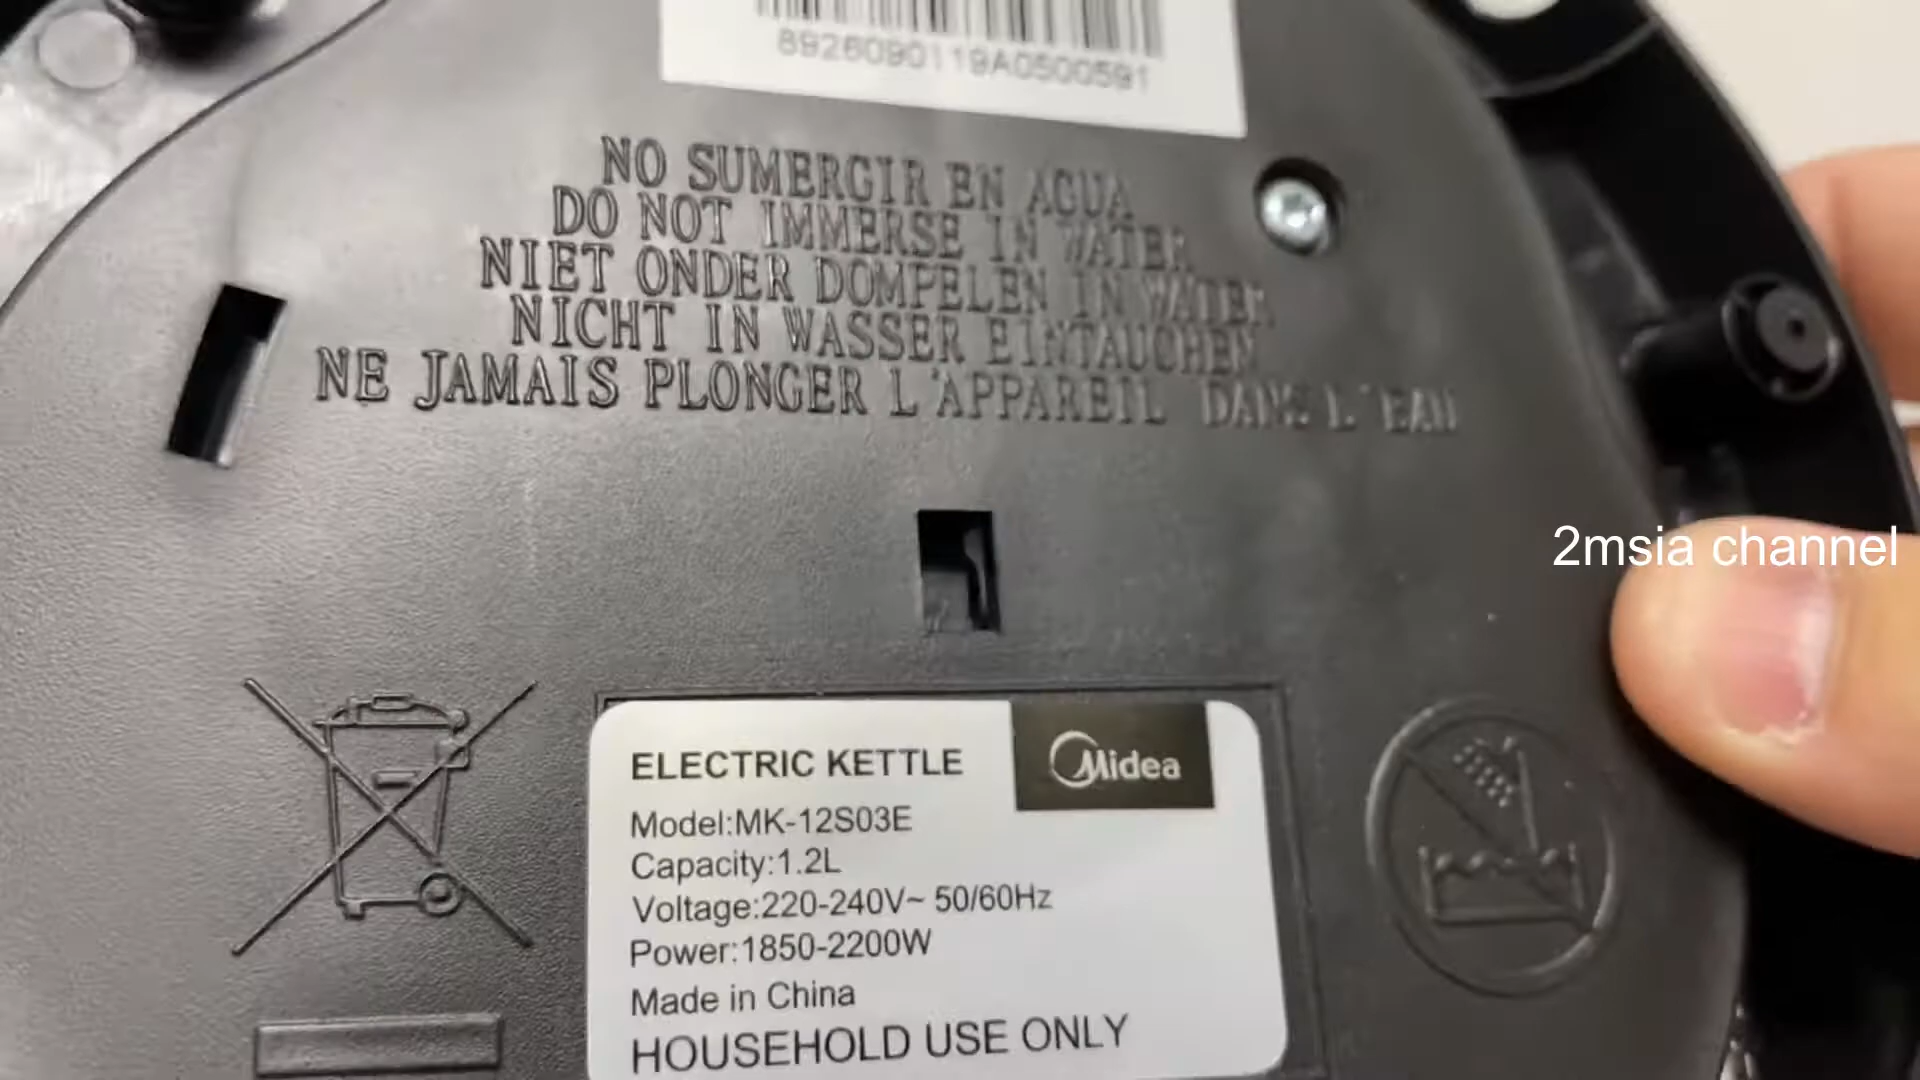 8926090119A0500591
NO SUMERGIR EN AGUA
DO NOT IMMERSE IN WATER
NIET ONDER DOMPELEN IN WATER
NICHT IN WASSER EINTAUCHEN
NE JAMAIS PLONGER L'APPAREIL DANS L'EAU
2msia channel
ELECTRIC KETTLE
Midea
Model:MK-12S03E
Capacity:1.2L
Voltage:220-240V~ 50/60Hz
Power:1850-2200W
Made in China
HOUSEHOLD USE ONLY